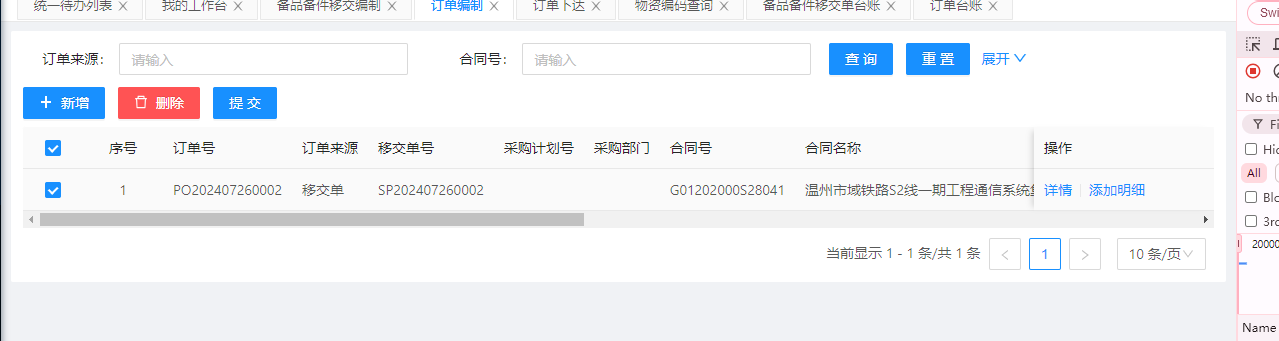 统一待办列表 我的工作台 备品备件移交编制 订单编制 订单下达 物资编码查询 备品备件移交单台账 订单台账
Swi
订单来源: 请输入 合同号: 请输入 查 询 重 置 展开
No thr
新增 删除 提 交
Fi
Hid
序号 订单号 订单来源 移交单号 采购计划号 采购部门 合同号 合同名称 操作
All
1 PO202407260002 移交单 SP202407260002 G01202000S28041 温州市域铁路S2线一期工程通信系统 详情 添加明细
Blo
3rd
当前显示 1 - 1 条/共 1 条 1 10 条/页
20000
Name